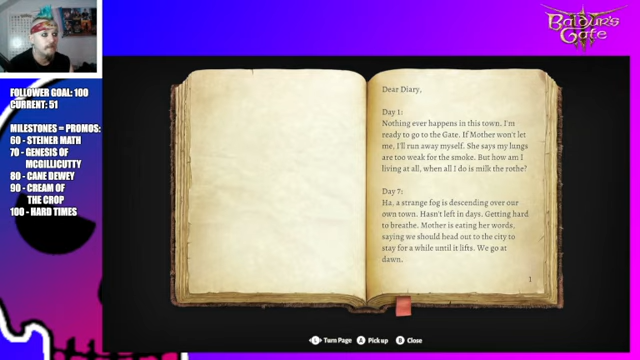 BALDUR'S
GATE
FOLLOWER GOAL: 100
CURRENT: 51
MILESTONES = PROMOS:
60 - STEINER MATH
70 - GENESIS OF
MCGILLICUTTY
80 - CANE DEWEY
90 - CREAM OF
THE CROP
100 - HARD TIMES
Dear Diary,
Day 1:
Nothing ever happens in this town. I'm
ready to go to the Gate. If Mother won't let
me, I'll run away myself. She says my lungs
are too weak for the smoke. But how am I
living at all, when all I do is milk the rothe?
Day 7:
Ha, a strange fog is descending over our
own town. Hasn't left in days. Getting hard
to breathe. Mother is eating her words,
saying we should head out to the city to
stay for a while until it lifts. We go at
dawn.
1
L Turn Page A Pick up B Close